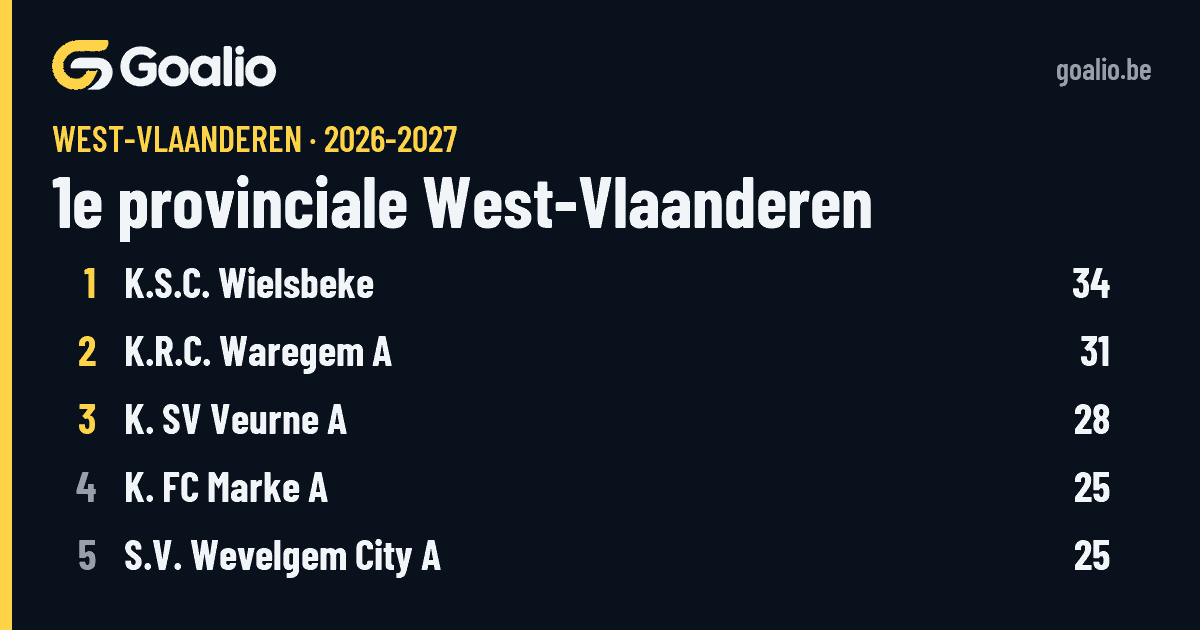 Goalio
goalio.be
WEST-VLAANDEREN · 2026-2027
1e provinciale West-Vlaanderen
1 K.S.C. Wielsbeke 34
2 K.R.C. Waregem A 31
3 K. SV Veurne A 28
4 K. FC Marke A 25
5 S.V. Wevelgem City A 25